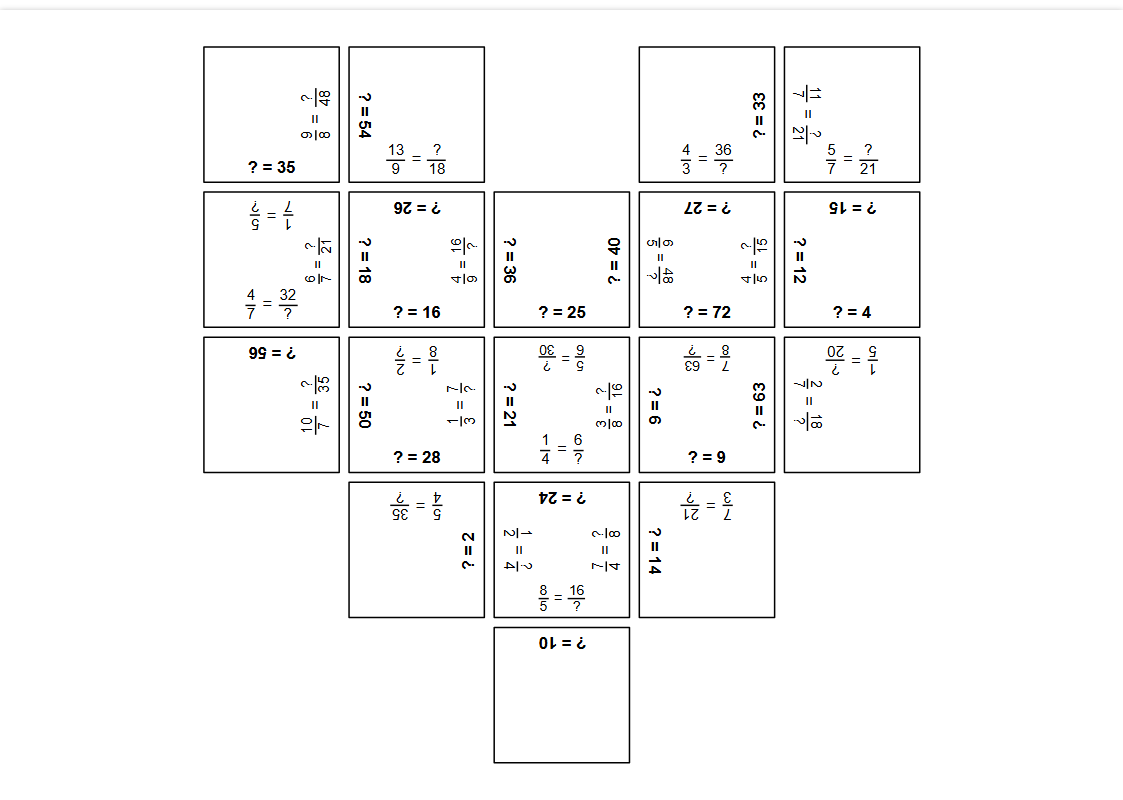 9/8 = ?/48
? = 35
? = 54
13/9 = ?/18
? = 33
4/3 = 36/?
11/7 = ?/21
5/7 = ?/21
1/7 = 5/?
6/7 = ?/21
4/7 = 32/?
? = 26
? = 18
4/9 = 16/?
? = 16
? = 36
? = 40
? = 25
? = 27
6/5 = 48/?
4/5 = ?/15
? = 72
? = 15
? = 12
? = 4
? = 56
10/7 = ?/35
1/8 = 2/?
? = 50
1/3 = 7/?
? = 28
5/6 = ?/30
? = 21
3/8 = ?/16
1/4 = 6/?
7/8 = 63/?
? = 6
? = 63
? = 9
1/5 = ?/20
2/7 = 18/?
5/4 = 35/?
? = 2
? = 24
1/2 = ?/4
7/4 = ?/8
8/5 = 16/?
7/3 = 21/?
? = 14
? = 10